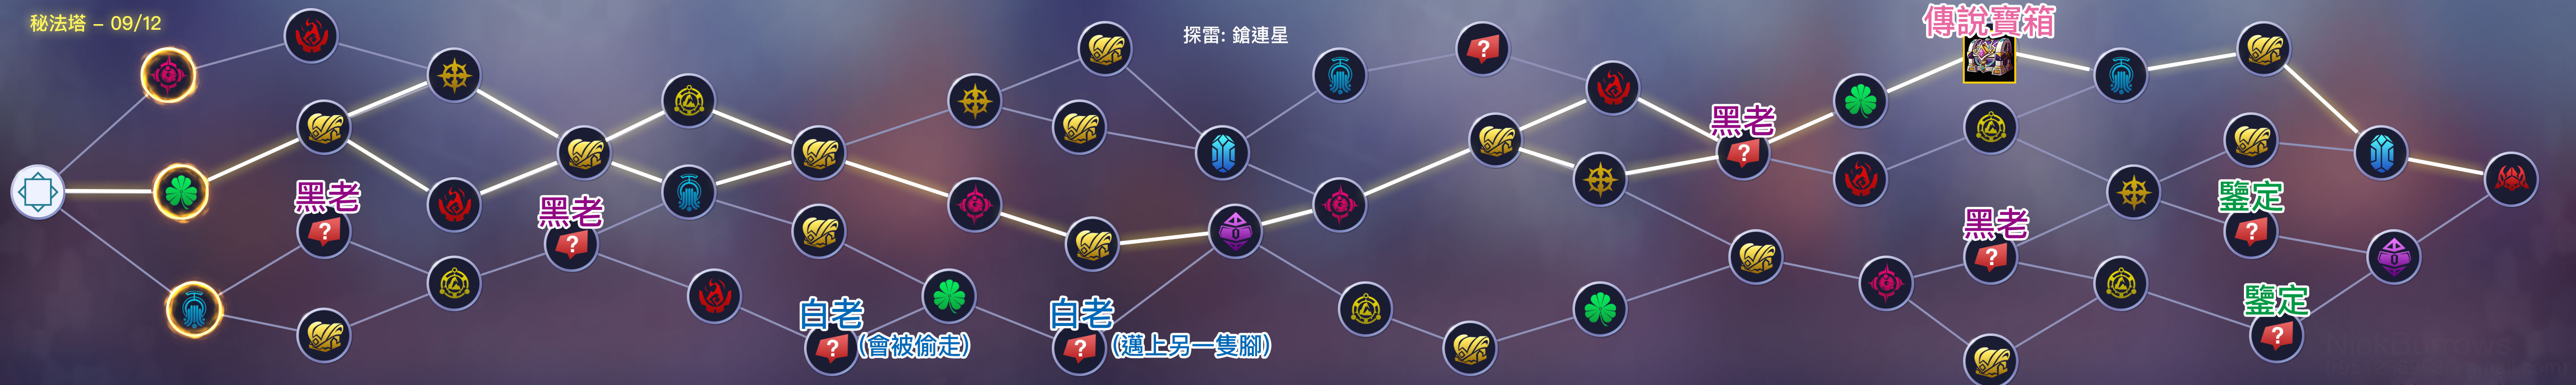 秘法塔 – 09/12
探雷: 鎗連星
傳說寶箱
黑老
黑老
黑老
黑老
鑒定
鑒定
白老
(會被偷走)
白老
(邁上另一隻腳)